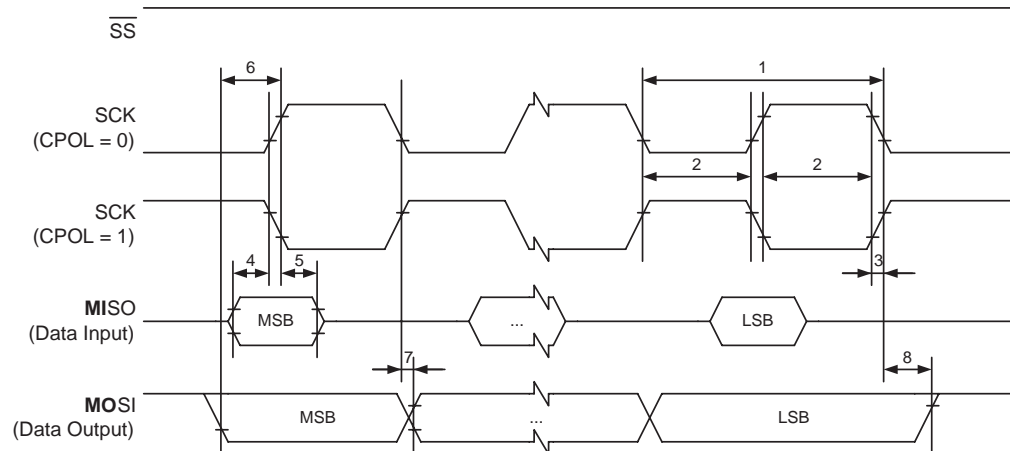 SS
6
1
SCK
(CPOL = 0)
2
2
SCK
(CPOL = 1)
4
5
3
MISO
(Data Input)
MSB
...
LSB
7
8
MOSI
(Data Output)
MSB
...
LSB